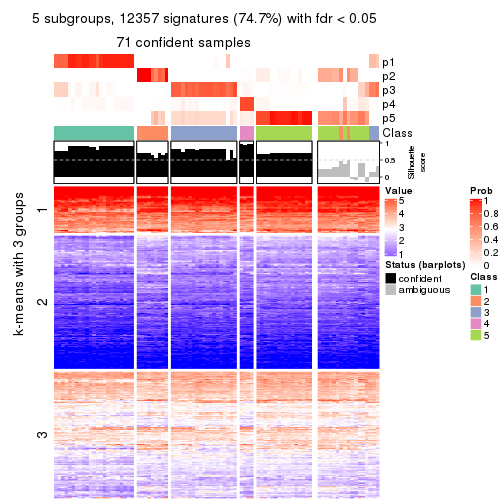 5 subgroups, 12357 signatures (74.7%) with fdr < 0.05
71 confident samples
p1
p2
p3
p4
p5
Class
1
0.5
0
Silhouette
score
k-means with 3 groups
1
2
3
Value
5
4
3
2
1
Status (barplots)
confident
ambiguous
Prob
1
0.8
0.6
0.4
0.2
0
Class
1
2
3
4
5